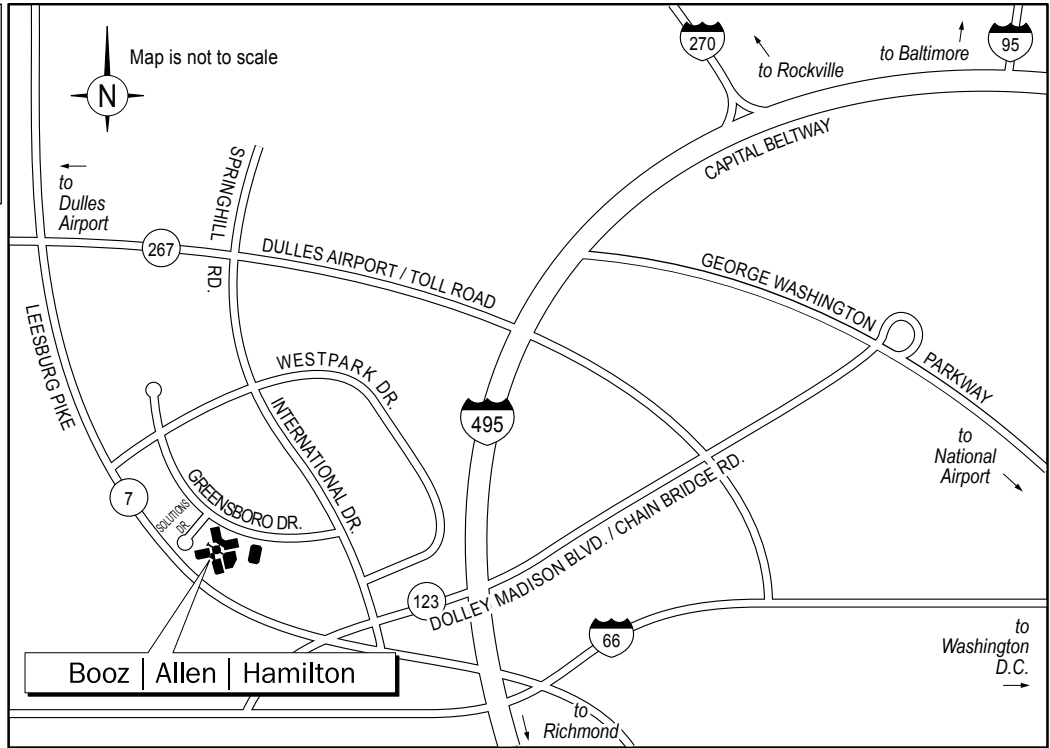 Map is not to scale
N
270
to Rockville
to Baltimore
95
CAPITAL BELTWAY
to
Dulles
Airport
SPRINGHILL
RD.
267
DULLES AIRPORT / TOLL ROAD
GEORGE WASHINGTON
PARKWAY
LEESBURG PIKE
WESTPARK DR.
INTERNATIONAL DR.
495
to
National
Airport
7
GREENSBORO DR.
SOLUTIONS
DR.
123
DOLLEY MADISON BLVD. / CHAIN BRIDGE RD.
66
to
Washington
D.C.
Booz | Allen | Hamilton
to
Richmond